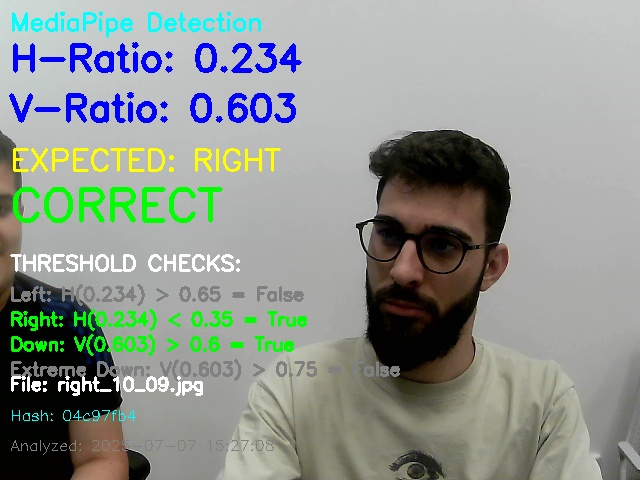 MediaPipe Detection
H-Ratio: 0.234
V-Ratio: 0.603
EXPECTED: RIGHT
CORRECT
THRESHOLD CHECKS:
Left: H(0.234) > 0.65 = False
Right: H(0.234) < 0.35 = True
Down: V(0.603) > 0.6 = True
Extreme Down: V(0.603) > 0.75 = False
File: right_10_09.jpg
Hash: 04c97fb4
Analyzed: 2025-07-07 15:27:08